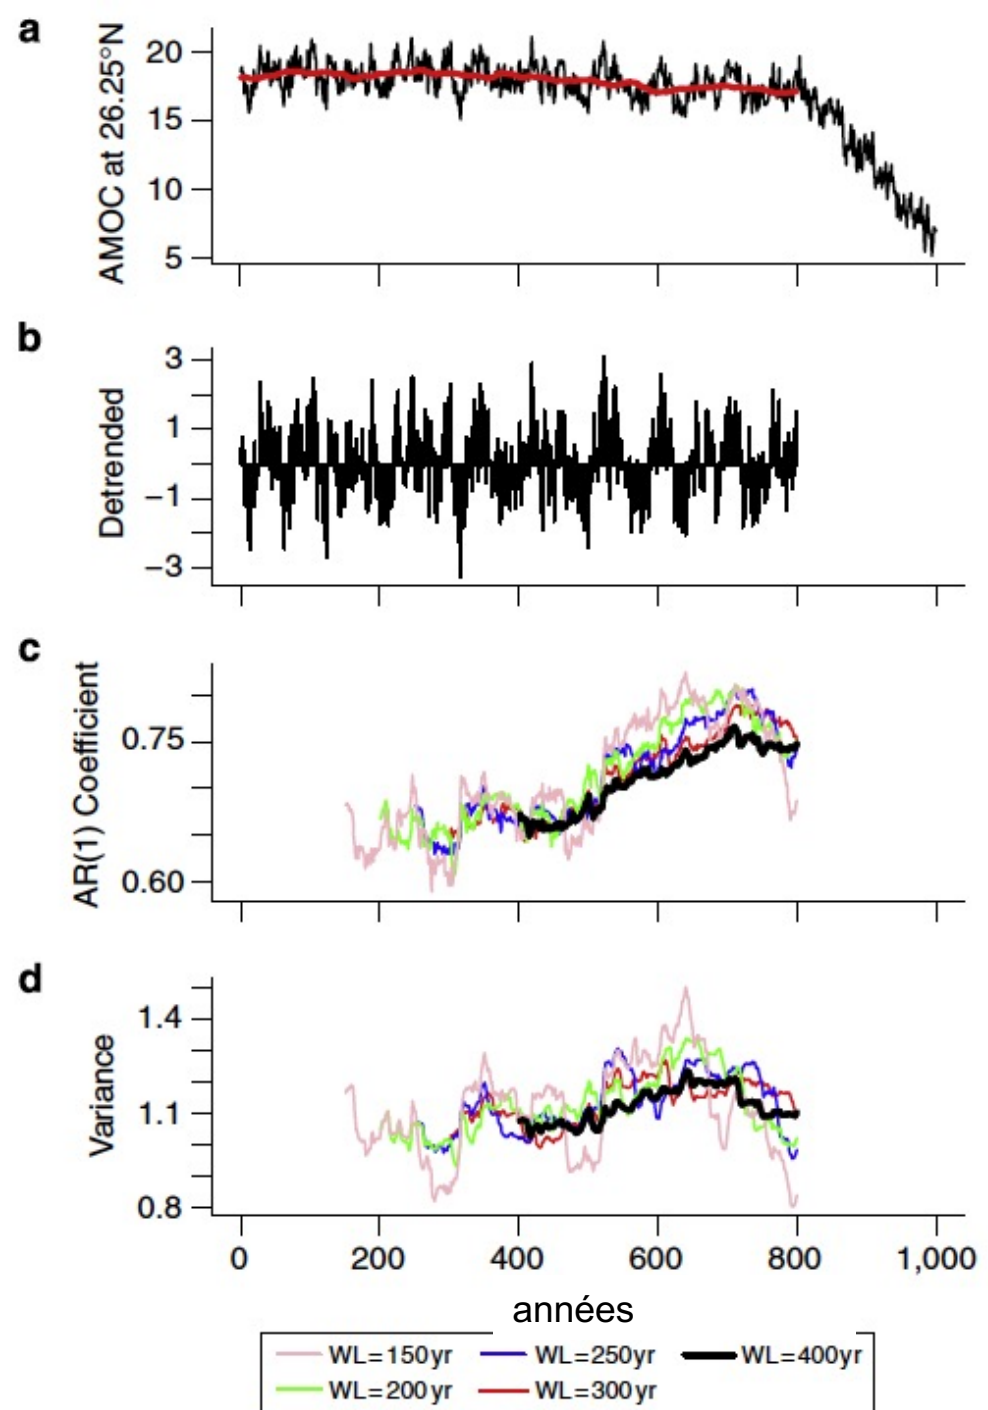 a
AMOC at 26.25°N
20
15
10
5
b
Detrended
3
1
−1
−3
c
AR(1) Coefficient
0.75
0.60
d
Variance
1.4
1.1
0.8
0 200 400 600 800 1,000
années
WL=150yr WL=250yr WL=400yr
WL=200yr WL=300yr